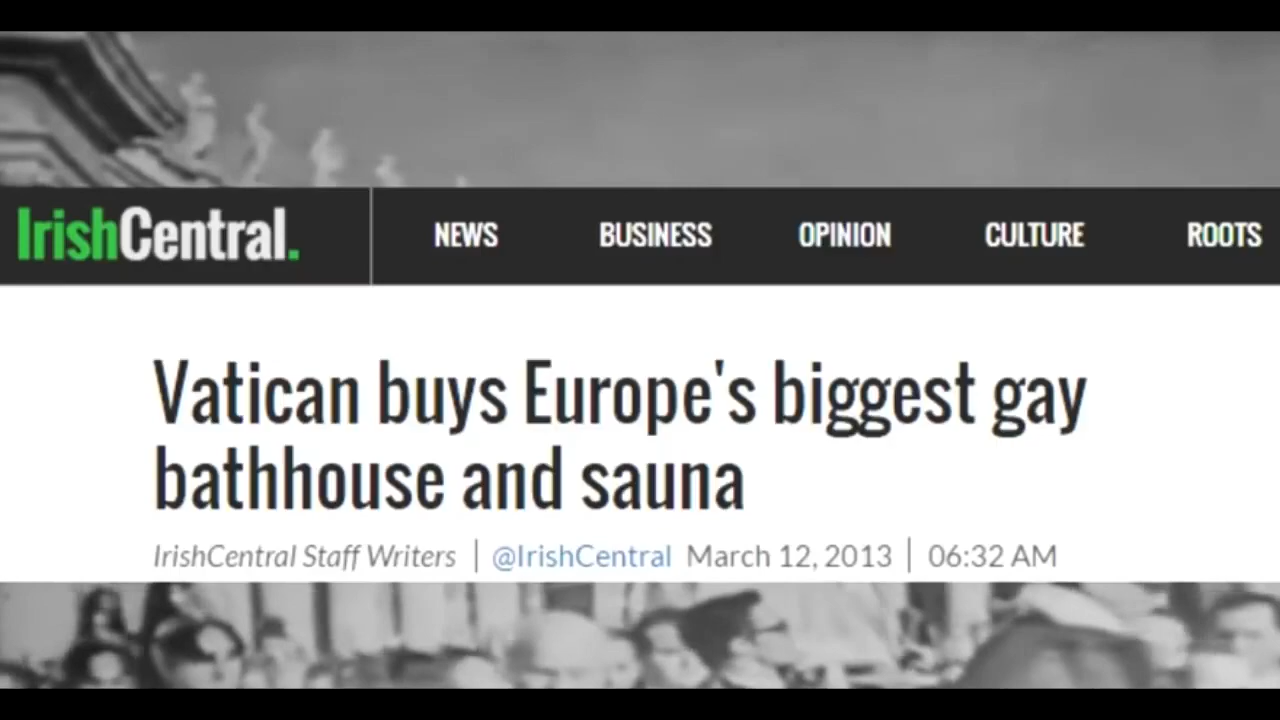 IrishCentral. NEWS BUSINESS OPINION CULTURE ROOTS
Vatican buys Europe's biggest gay
bathhouse and sauna
IrishCentral Staff Writers | @IrishCentral March 12, 2013 | 06:32 AM